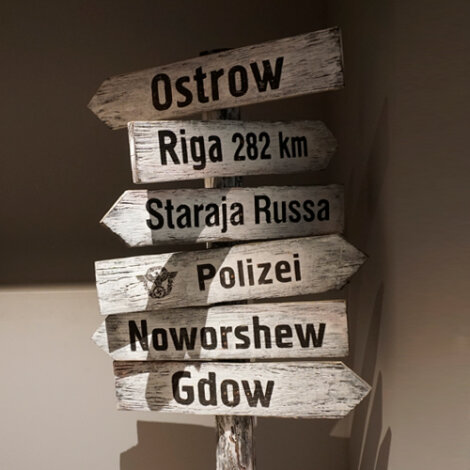 Ostrow
Riga 282 km
Staraja Russa
Polizei
Noworshew
Gdow